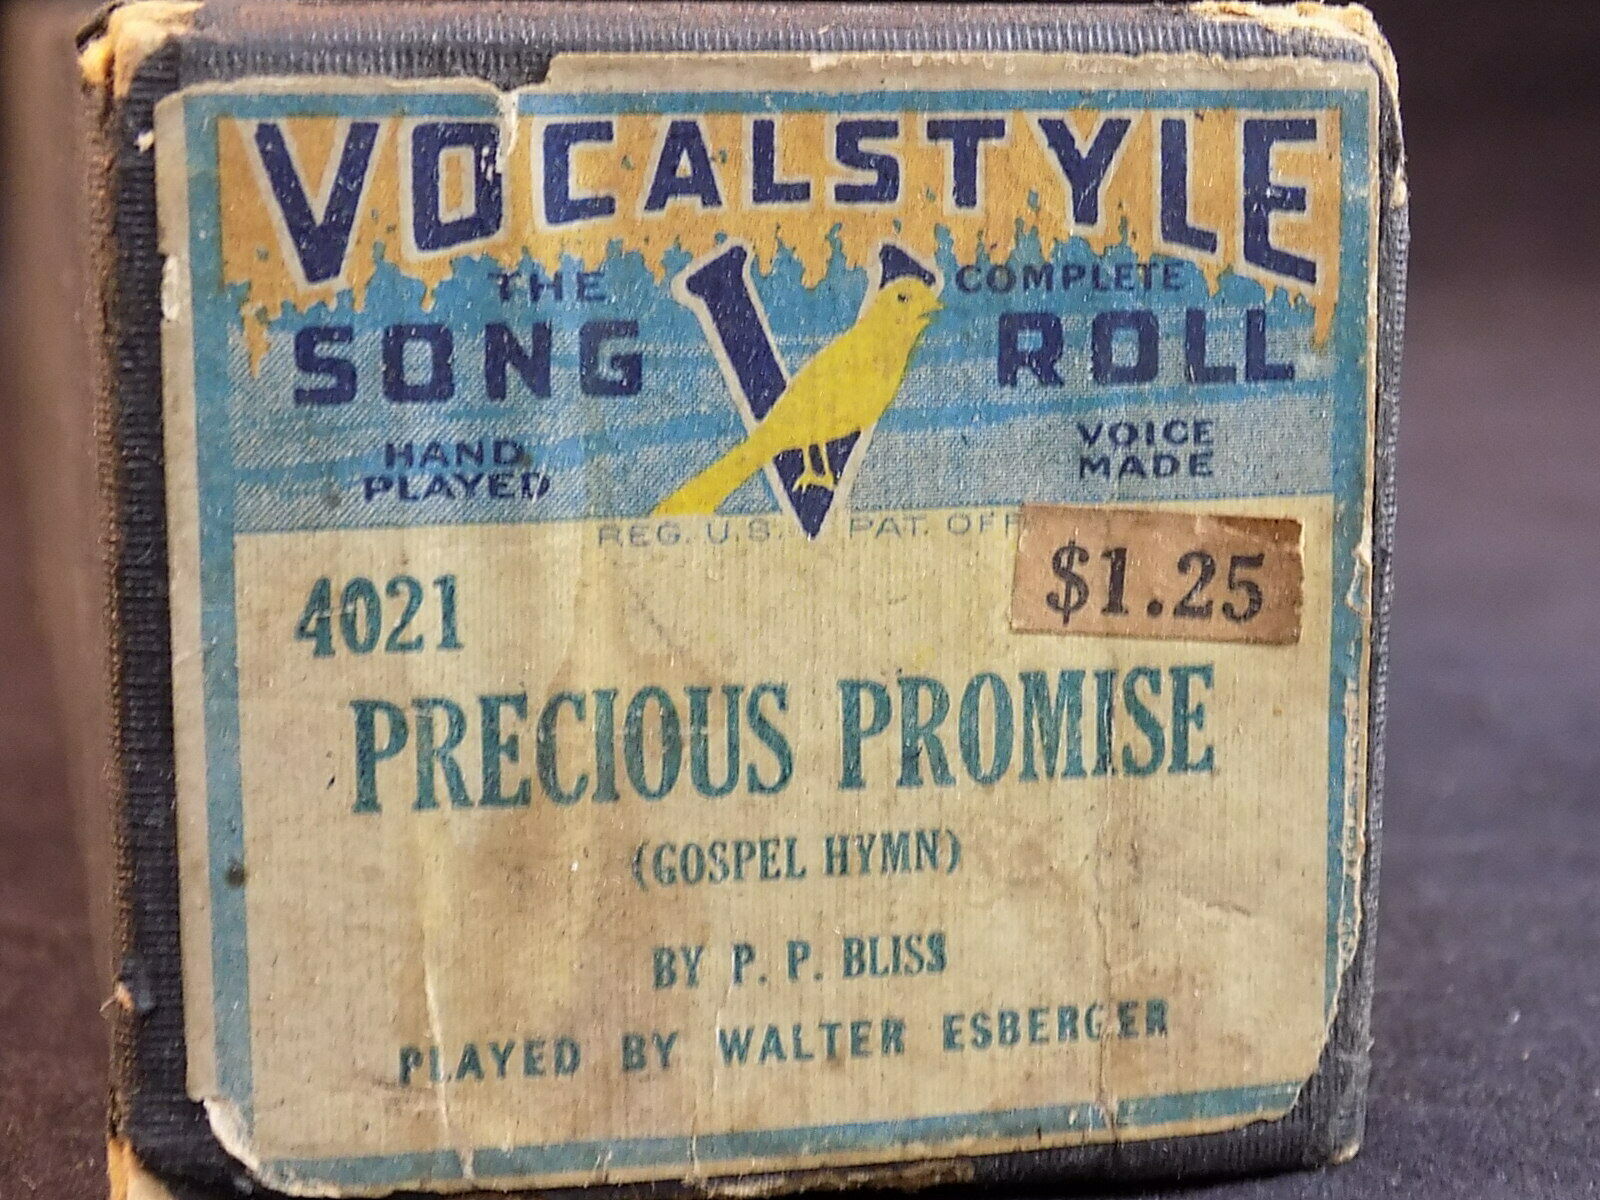 VOCALSTYLE
THE COMPLETE
SONG ROLL
HAND PLAYED
VOICE MADE
V
REG. U.S. PAT. OFF
4021
$1.25
PRECIOUS PROMISE
(GOSPEL HYMN)
BY P. P. BLISS
PLAYED BY WALTER ESBERGER